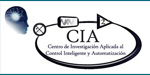 CIA
Centro de Investigación Aplicada al
Control Inteligente y Automatización